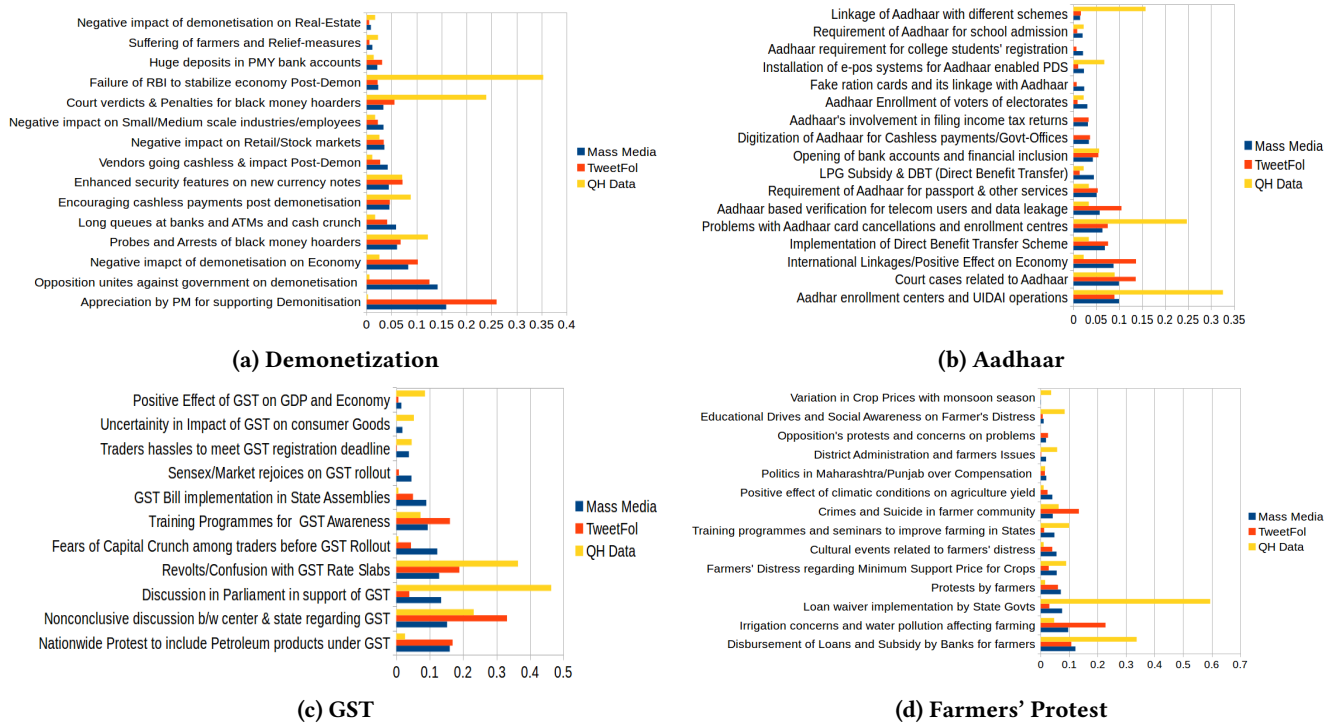 Negative impact of demonetisation on Real-Estate
Suffering of farmers and Relief-measures
Huge deposits in PMY bank accounts
Failure of RBI to stabilize economy Post-Demon
Court verdicts & Penalties for black money hoarders
Negative impact on Small/Medium scale industries/employees
Negative impact on Retail/Stock markets
Vendors going cashless & impact Post-Demon
Enhanced security features on new currency notes
Encouraging cashless payments post demonetisation
Long queues at banks and ATMs and cash crunch
Probes and Arrests of black money hoarders
Negative imapct of demonetisation on Economy
Opposition unites against government on demonetisation
Appreciation by PM for supporting Demonitisation
0 0.05 0.1 0.15 0.2 0.25 0.3 0.35 0.4
Mass Media
TweetFol
QH Data
(a) Demonetization
Linkage of Aadhaar with different schemes
Requirement of Aadhaar for school admission
Aadhaar requirement for college students' registration
Installation of e-pos systems for Aadhaar enabled PDS
Fake ration cards and its linkage with Aadhaar
Aadhaar Enrollment of voters of electorates
Aadhaar's involvement in filing income tax returns
Digitization of Aadhaar for Cashless payments/Govt-Offices
Opening of bank accounts and financial inclusion
LPG Subsidy & DBT (Direct Benefit Transfer)
Requirement of Aadhaar for passport & other services
Aadhaar based verification for telecom users and data leakage
Problems with Aadhaar card cancellations and enrollment centres
Implementation of Direct Benefit Transfer Scheme
International Linkages/Positive Effect on Economy
Court cases related to Aadhaar
Aadhar enrollment centers and UIDAI operations
0 0.05 0.1 0.15 0.2 0.25 0.3 0.35
Mass Media
TweetFol
QH Data
(b) Aadhaar
Positive Effect of GST on GDP and Economy
Uncertainity in Impact of GST on consumer Goods
Traders hassles to meet GST registration deadline
Sensex/Market rejoices on GST rollout
GST Bill implementation in State Assemblies
Training Programmes for GST Awareness
Fears of Capital Crunch among traders before GST Rollout
Revolts/Confusion with GST Rate Slabs
Discussion in Parliament in support of GST
Nonconclusive discussion b/w center & state regarding GST
Nationwide Protest to include Petroleum products under GST
0 0.1 0.2 0.3 0.4 0.5
Mass Media
TweetFol
QH Data
(c) GST
Variation in Crop Prices with monsoon season
Educational Drives and Social Awareness on Farmer's Distress
Opposition's protests and concerns on problems
District Administration and farmers Issues
Politics in Maharashtra/Punjab over Compensation
Positive effect of climatic conditions on agriculture yield
Crimes and Suicide in farmer community
Training programmes and seminars to improve farming in States
Cultural events related to farmers' distress
Farmers' Distress regarding Minimum Support Price for Crops
Protests by farmers
Loan waiver implementation by State Govts
Irrigation concerns and water pollution affecting farming
Disbursement of Loans and Subsidy by Banks for farmers
0 0.1 0.2 0.3 0.4 0.5 0.6 0.7
Mass Media
TweetFol
QH Data
(d) Farmers' Protest